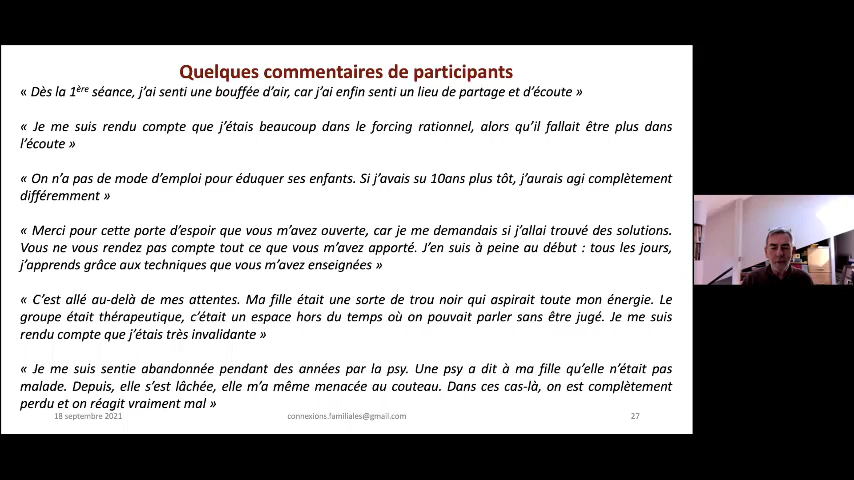 Quelques commentaires de participants
« Dès la 1ère séance, j’ai senti une bouffée d’air, car j’ai enfin senti un lieu de partage et d’écoute »
« Je me suis rendu compte que j’étais beaucoup dans le forcing rationnel, alors qu’il fallait être plus dans
l’écoute »
« On n’a pas de mode d’emploi pour éduquer ses enfants. Si j’avais su 10ans plus tôt, j’aurais agi complètement
différemment »
« Merci pour cette porte d’espoir que vous m’avez ouverte, car je me demandais si j’allai trouvé des solutions.
Vous ne vous rendez pas compte tout ce que vous m’avez apporté. J’en suis à peine au début : tous les jours,
j’apprends grâce aux techniques que vous m’avez enseignées »
« C’est allé au-delà de mes attentes. Ma fille était une sorte de trou noir qui aspirait toute mon énergie. Le
groupe était thérapeutique, c’était un espace hors du temps où on pouvait parler sans être jugé. Je me suis
rendu compte que j’étais très invalidante »
« Je me suis sentie abandonnée pendant des années par la psy. Une psy a dit à ma fille qu’elle n’était pas
malade. Depuis, elle s’est lâchée, elle m’a même menacée au couteau. Dans ces cas-là, on est complètement
perdu et on réagit vraiment mal »
18 septembre 2021 connexions.familiales@gmail.com 27